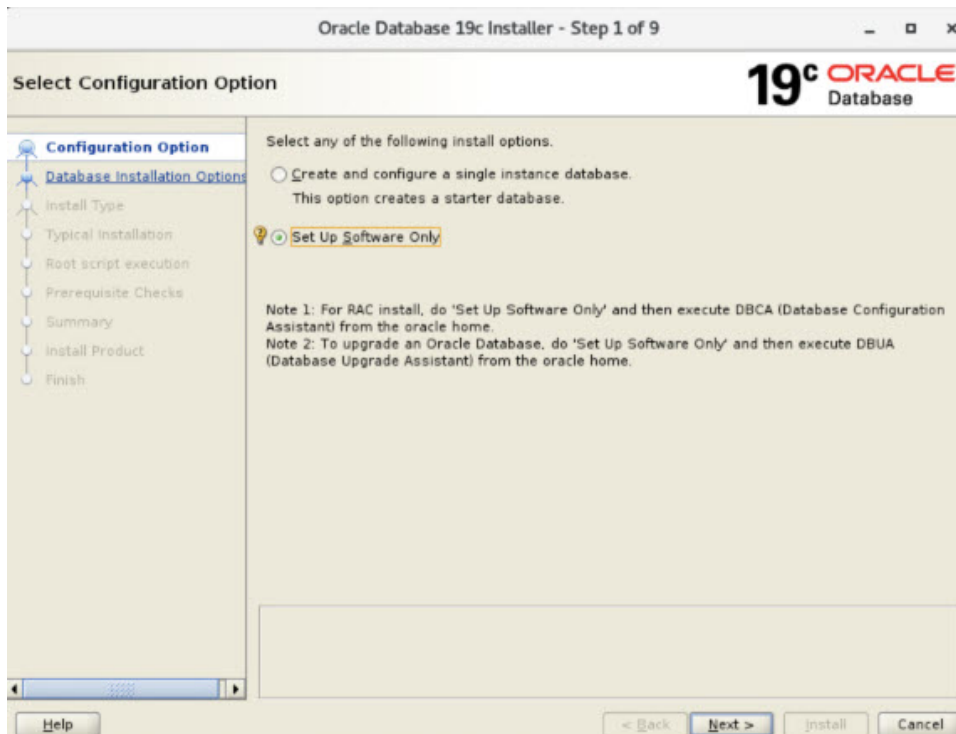 Oracle Database 19c Installer - Step 1 of 9
Select Configuration Option
19c ORACLE
Database
Configuration Option
Database Installation Options
Install Type
Typical Installation
Root script execution
Prerequisite Checks
Summary
Install Product
Finish
Select any of the following install options.
Create and configure a single instance database.
This option creates a starter database.
Set Up Software Only
Note 1: For RAC install, do 'Set Up Software Only' and then execute DBCA (Database Configuration
Assistant) from the oracle home.
Note 2: To upgrade an Oracle Database, do 'Set Up Software Only' and then execute DBUA
(Database Upgrade Assistant) from the oracle home.
Help
< Back
Next >
Install
Cancel